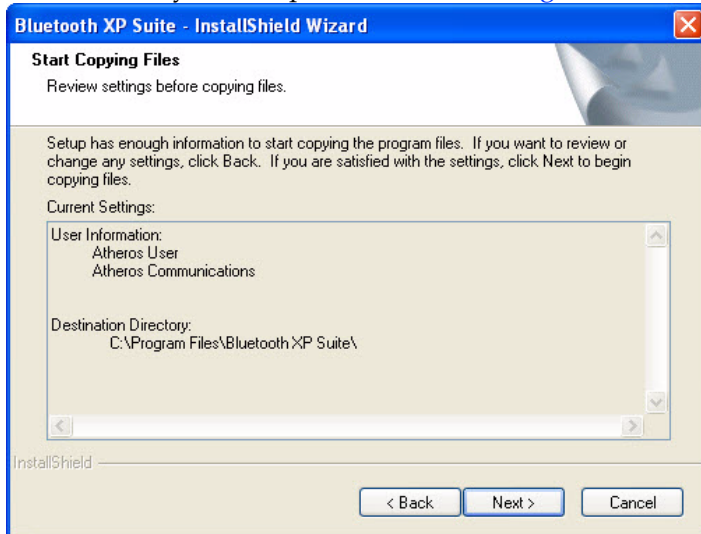 Bluetooth XP Suite - InstallShield Wizard
Start Copying Files
Review settings before copying files.
Setup has enough information to start copying the program files. If you want to review or
change any settings, click Back. If you are satisfied with the settings, click Next to begin
copying files.
Current Settings:
User Information:
Atheros User
Atheros Communications
Destination Directory:
C:\Program Files\Bluetooth XP Suite\
InstallShield
< Back Next > Cancel